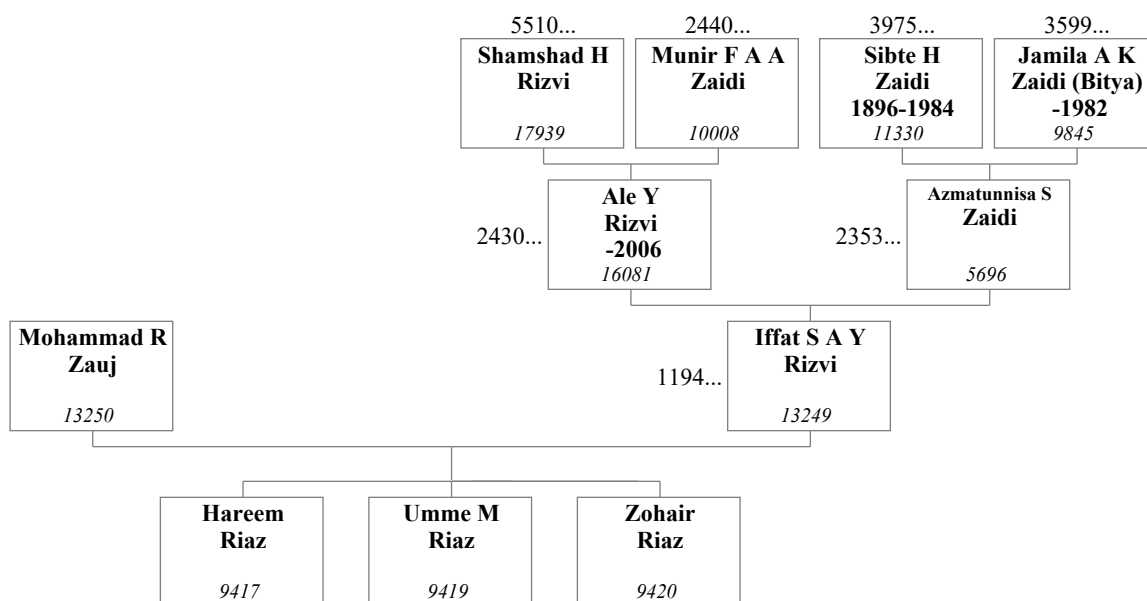 5510...
2440...
3975...
3599...
Shamshad H
Rizvi
17939
Munir F A A
Zaidi
10008
Sibte H
Zaidi
1896-1984
11330
Jamila A K
Zaidi (Bitya)
-1982
9845
2430...
Ale Y
Rizvi
-2006
16081
2353...
Azmatunnisa S
Zaidi
5696
Mohammad R
Zauj
13250
1194...
Iffat S A Y
Rizvi
13249
Hareem
Riaz
9417
Umme M
Riaz
9419
Zohair
Riaz
9420